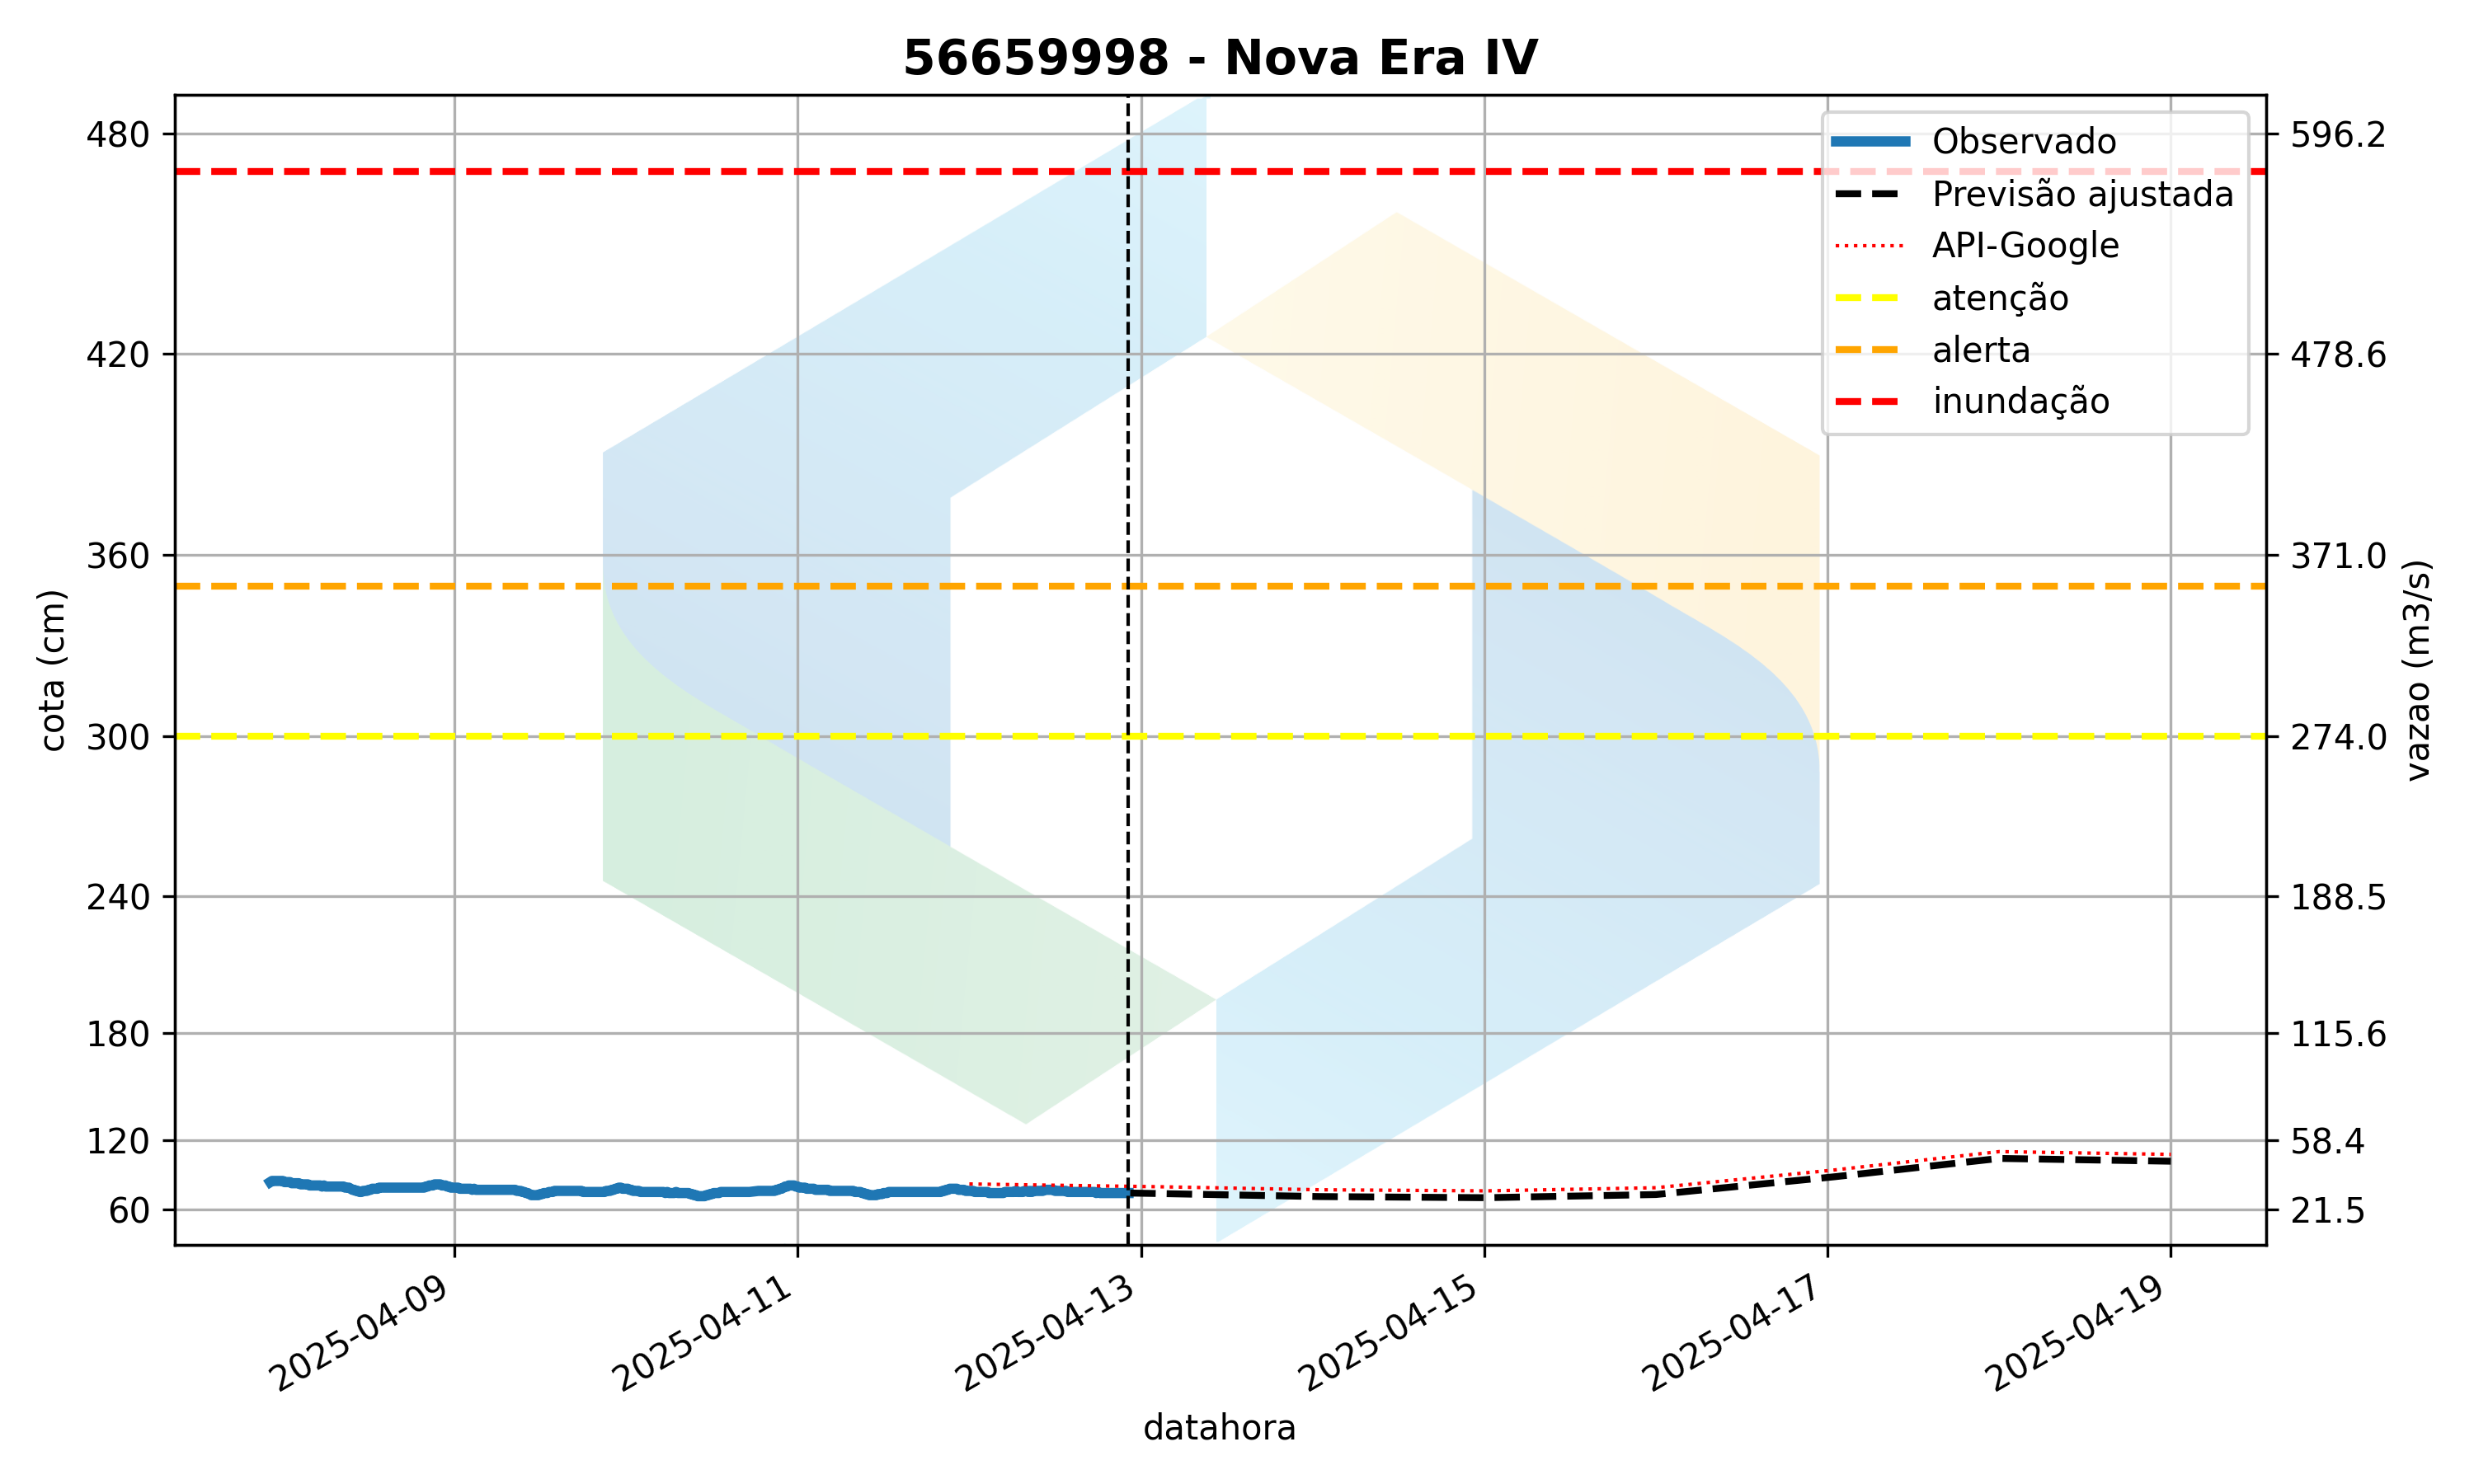 56659998 - Nova Era IV
480
420
360
300
240
180
120
60
cota (cm)
596.2
478.6
371.0
274.0
188.5
115.6
58.4
21.5
vazao (m3/s)
Observado
Previsão ajustada
API-Google
atenção
alerta
inundação
2025-04-09
2025-04-11
2025-04-13
2025-04-15
2025-04-17
2025-04-19
datahora